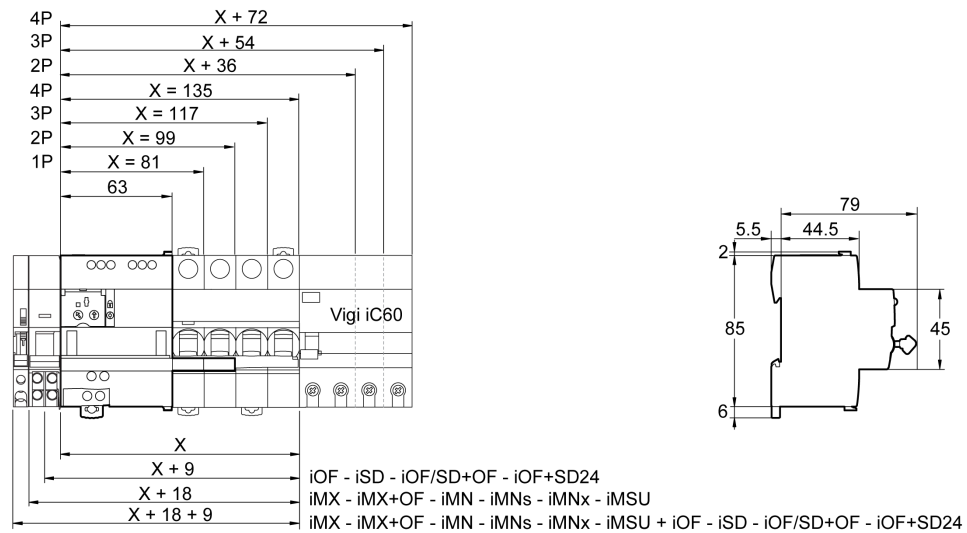 4P X + 72
3P X + 54
2P X + 36
4P X = 135
3P X = 117
2P X = 99
1P X = 81
63
79
5.5 44.5
2
Vigi iC60
85
45
6
X
X + 9 iOF - iSD - iOF/SD+OF - iOF+SD24
X + 18 iMX - iMX+OF - iMN - iMNs - iMNx - iMSU
X + 18 + 9 iMX - iMX+OF - iMN - iMNs - iMNx - iMSU + iOF - iSD - iOF/SD+OF - iOF+SD24